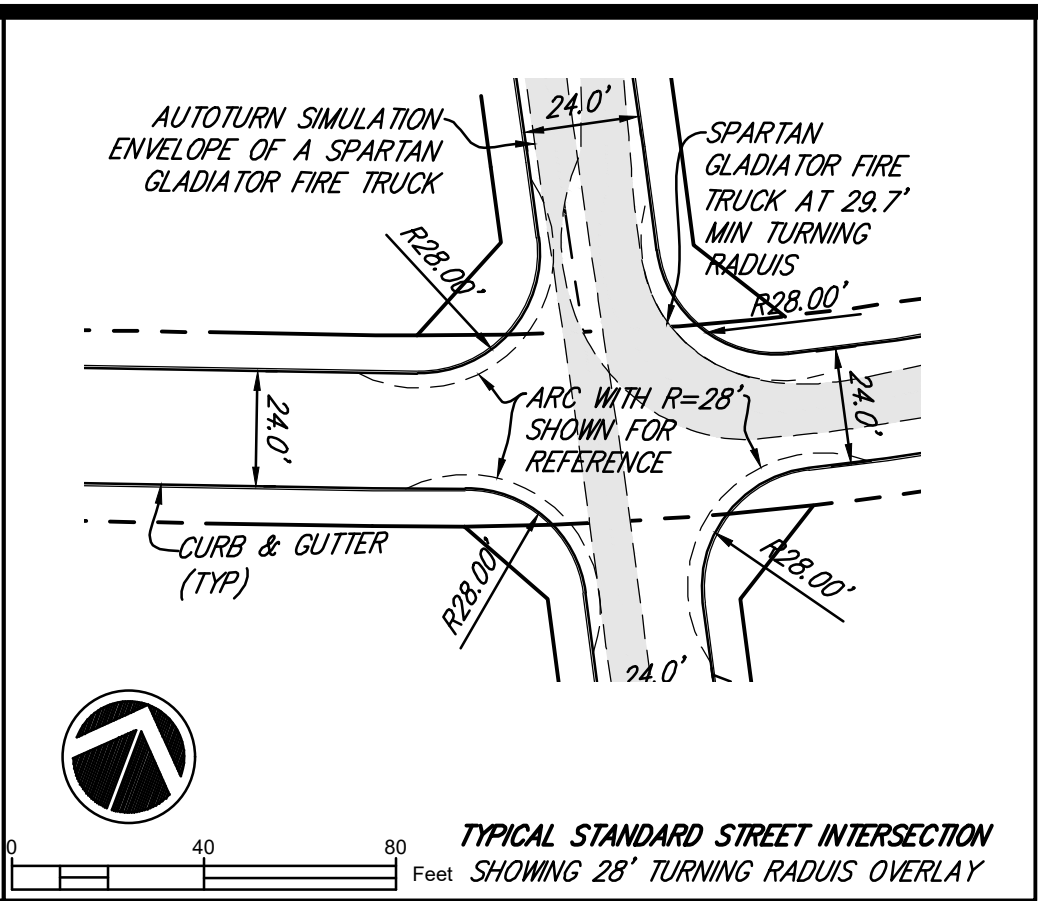 AUTOTURN SIMULATION
ENVELOPE OF A SPARTAN
GLADIATOR FIRE TRUCK
24.0'
SPARTAN
GLADIATOR FIRE
TRUCK AT 29.7'
MIN TURNING
RADUIS
R28.00'
R28.00'
24.0'
ARC WITH R=28'
SHOWN FOR
REFERENCE
24.0'
CURB & GUTTER
(TYP)
R28.00'
R28.00'
24.0'
0 40 80 Feet
TYPICAL STANDARD STREET INTERSECTION
SHOWING 28' TURNING RADUIS OVERLAY